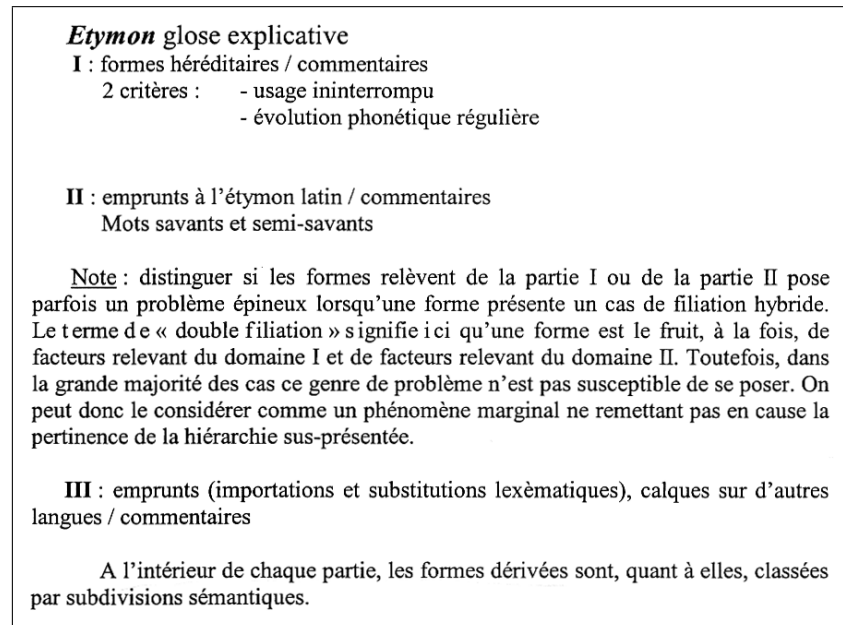 Etymon glose explicative
I : formes héréditaires / commentaires
2 critères : - usage ininterrompu
- évolution phonétique régulière
II : emprunts à l'étymon latin / commentaires
Mots savants et semi-savants
Note : distinguer si les formes relèvent de la partie I ou de la partie II pose
parfois un problème épineux lorsqu'une forme présente un cas de filiation hybride.
Le terme de « double filiation » signifie ici qu'une forme est le fruit, à la fois, de
facteurs relevant du domaine I et de facteurs relevant du domaine II. Toutefois, dans
la grande majorité des cas ce genre de problème n'est pas susceptible de se poser. On
peut donc le considérer comme un phénomène marginal ne remettant pas en cause la
pertinence de la hiérarchie sus-présentée.
III : emprunts (importations et substitutions lexèmatiques), calques sur d'autres
langues / commentaires
A l'intérieur de chaque partie, les formes dérivées sont, quant à elles, classées
par subdivisions sémantiques.